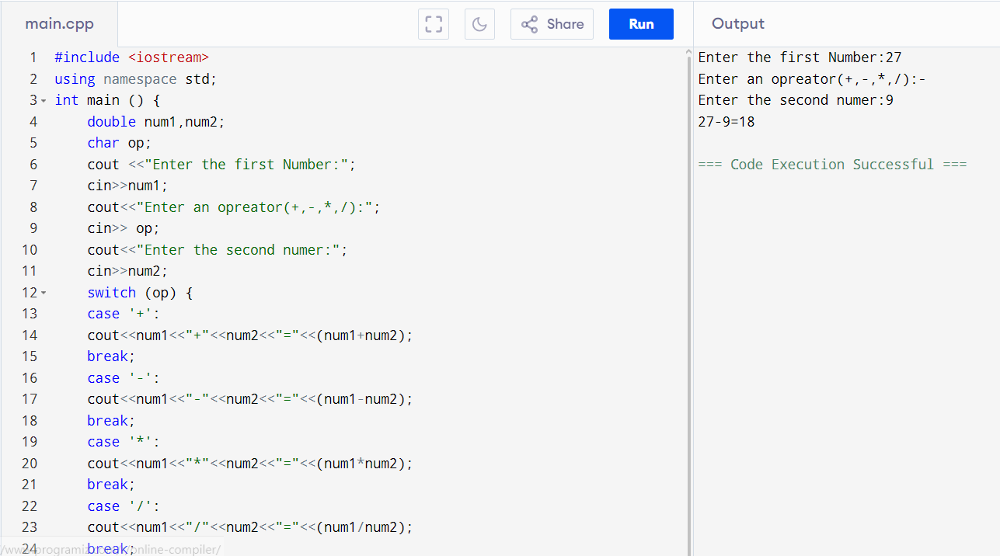 main.cpp
Share
Run
Output
1 #include <iostream>
2 using namespace std;
3 int main () {
4 double num1,num2;
5 char op;
6 cout <<"Enter the first Number:";
7 cin>>num1;
8 cout<<"Enter an opreator(+,-,*,/):";
9 cin>> op;
10 cout<<"Enter the second numer:";
11 cin>>num2;
12 switch (op) {
13 case '+':
14 cout<<num1<<"+"<<num2<<"="<<(num1+num2);
15 break;
16 case '-':
17 cout<<num1<<"-"<<num2<<"="<<(num1-num2);
18 break;
19 case '*':
20 cout<<num1<<"*"<<num2<<"="<<(num1*num2);
21 break;
22 case '/':
23 cout<<num1<<"/"<<num2<<"="<<(num1/num2);
24 break;
Enter the first Number:27
Enter an opreator(+,-,*,/):-
Enter the second numer:9
27-9=18
=== Code Execution Successful ===